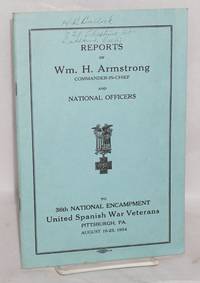 REPORTS
OF
Wm. H. Armstrong
COMMANDER-IN-CHIEF
AND
NATIONAL OFFICERS
TO
36th NATIONAL ENCAMPMENT
United Spanish War Veterans
PITTSBURGH, PA.
AUGUST 19-23, 1934